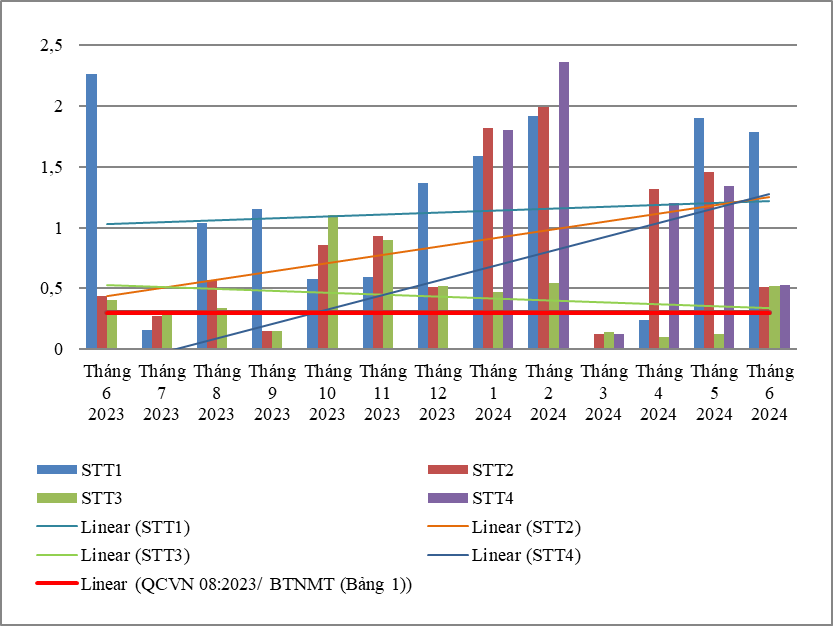 2,5
2
1,5
1
0,5
0
Tháng Tháng Tháng Tháng Tháng Tháng Tháng Tháng Tháng Tháng Tháng Tháng Tháng
6 7 8 9 10 11 12 1 2 3 4 5 6
2023 2023 2023 2023 2023 2023 2023 2024 2024 2024 2024 2024 2024
STT1 STT2
STT3 STT4
Linear (STT1) Linear (STT2)
Linear (STT3) Linear (STT4)
Linear (QCVN 08:2023/ BTNMT (Bảng 1))